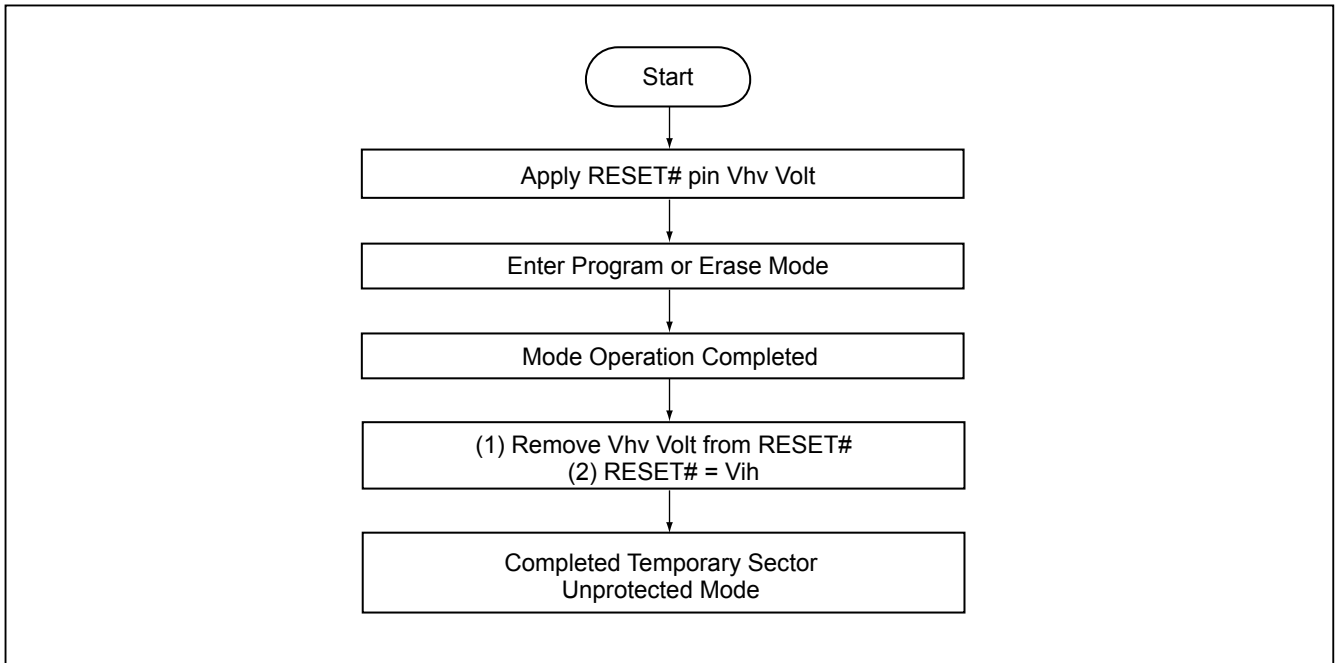 Start
Apply RESET# pin Vhv Volt
Enter Program or Erase Mode
Mode Operation Completed
(1) Remove Vhv Volt from RESET#
(2) RESET# = Vih
Completed Temporary Sector
Unprotected Mode